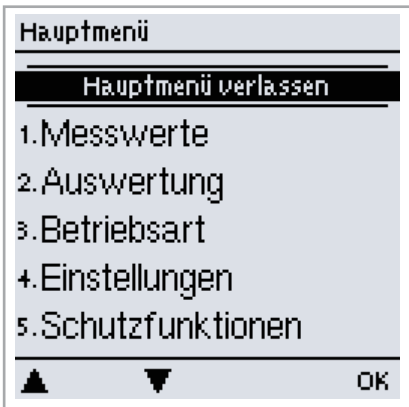 Hauptmenü
Hauptmenü verlassen
1.Messwerte
2.Auswertung
3.Betriebsart
4.Einstellungen
5.Schutzfunktionen
OK